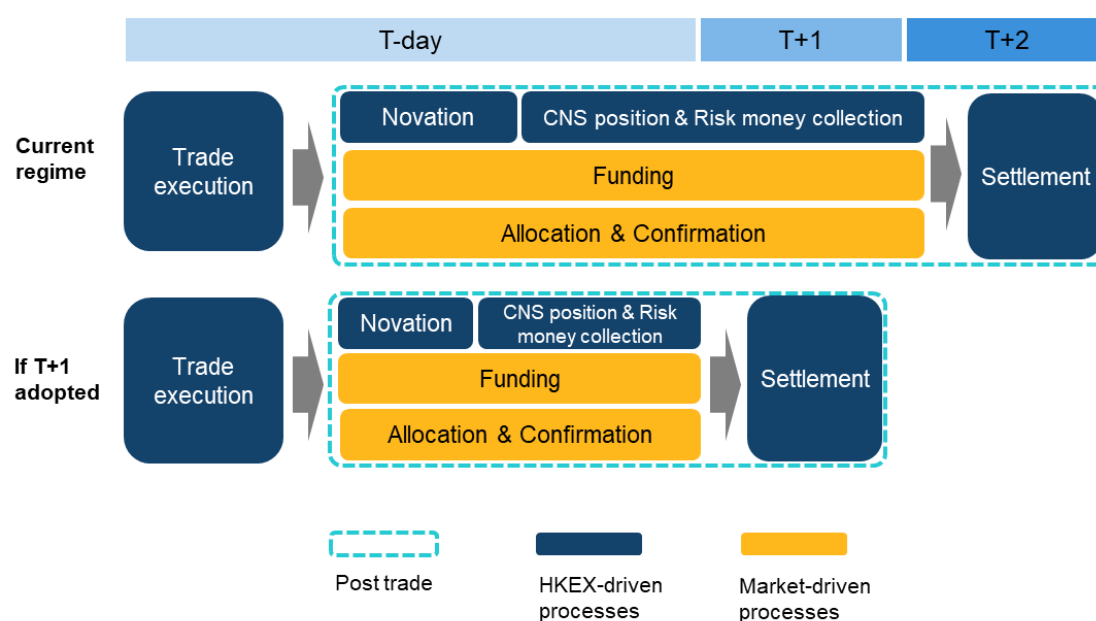 T-day
T+1
T+2
Current
regime
Trade
execution
Novation
CNS position & Risk money collection
Funding
Allocation & Confirmation
Settlement
If T+1
adopted
Trade
execution
Novation
CNS position & Risk
money collection
Funding
Allocation & Confirmation
Settlement
Post trade
HKEX-driven
processes
Market-driven
processes